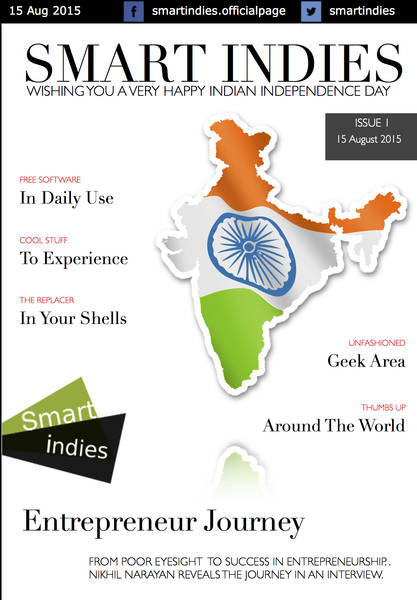 15 Aug 2015
smartindies.officialpage
smartindies
SMART INDIES
WISHING YOU A VERY HAPPY INDIAN INDEPENDENCE DAY
ISSUE 1
15 August 2015
FREE SOFTWARE
In Daily Use
COOL STUFF
To Experience
THE REPLACER
In Your Shells
UNFASHIONED
Geek Area
THUMBS UP
Around The World
Smart
indies
Entrepreneur Journey
FROM POOR EYESIGHT TO SUCCESS IN ENTREPRENEURSHIP..
NIKHIL NARAYAN REVEALS THE JOURNEY IN AN INTERVIEW.